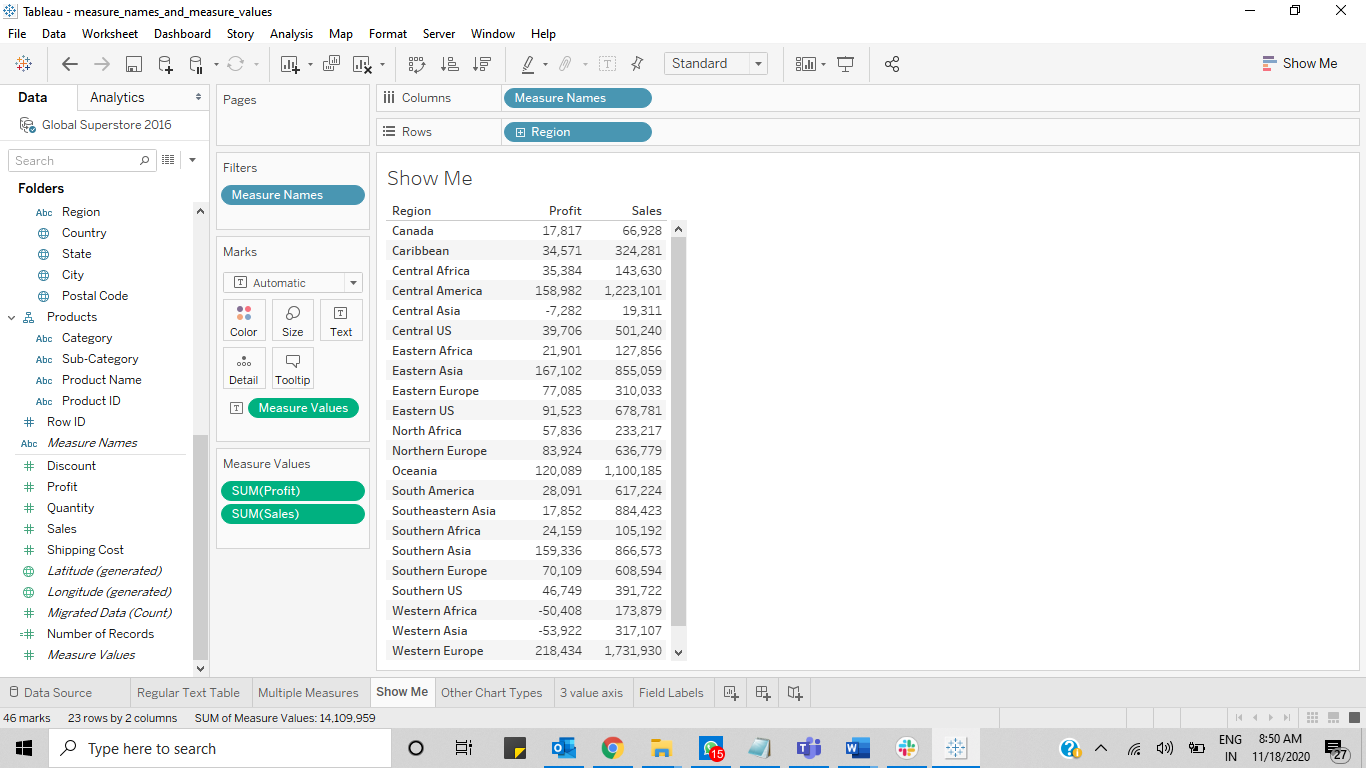 Tableau - measure_names_and_measure_values
File Data Worksheet Dashboard Story Analysis Map Format Server Window Help
Standard
Show Me
Data Analytics
Global Superstore 2016
Search
Folders
Abc Region
Country
State
City
Postal Code
Products
Abc Category
Abc Sub-Category
Abc Product Name
Abc Product ID
# Row ID
Abc Measure Names
# Discount
# Profit
# Quantity
# Sales
# Shipping Cost
Latitude (generated)
Longitude (generated)
# Migrated Data (Count)
=# Number of Records
# Measure Values
Pages
Filters
Measure Names
Marks
T Automatic
Color Size Text
Detail Tooltip
T Measure Values
Measure Values
SUM(Profit)
SUM(Sales)
Columns Measure Names
Rows Region
Show Me
Region Profit Sales
Canada 17,817 66,928
Caribbean 34,571 324,281
Central Africa 35,384 143,630
Central America 158,982 1,223,101
Central Asia -7,282 19,311
Central US 39,706 501,240
Eastern Africa 21,901 127,856
Eastern Asia 167,102 855,059
Eastern Europe 77,085 310,033
Eastern US 91,523 678,781
North Africa 57,836 233,217
Northern Europe 83,924 636,779
Oceania 120,089 1,100,185
South America 28,091 617,224
Southeastern Asia 17,852 884,423
Southern Africa 24,159 105,192
Southern Asia 159,336 866,573
Southern Europe 70,109 608,594
Southern US 46,749 391,722
Western Africa -50,408 173,879
Western Asia -53,922 317,107
Western Europe 218,434 1,731,930
Data Source Regular Text Table Multiple Measures Show Me Other Chart Types 3 value axis Field Labels
46 marks 23 rows by 2 columns SUM of Measure Values: 14,109,959
Type here to search
15
ENG
IN
8:50 AM
11/18/2020
27